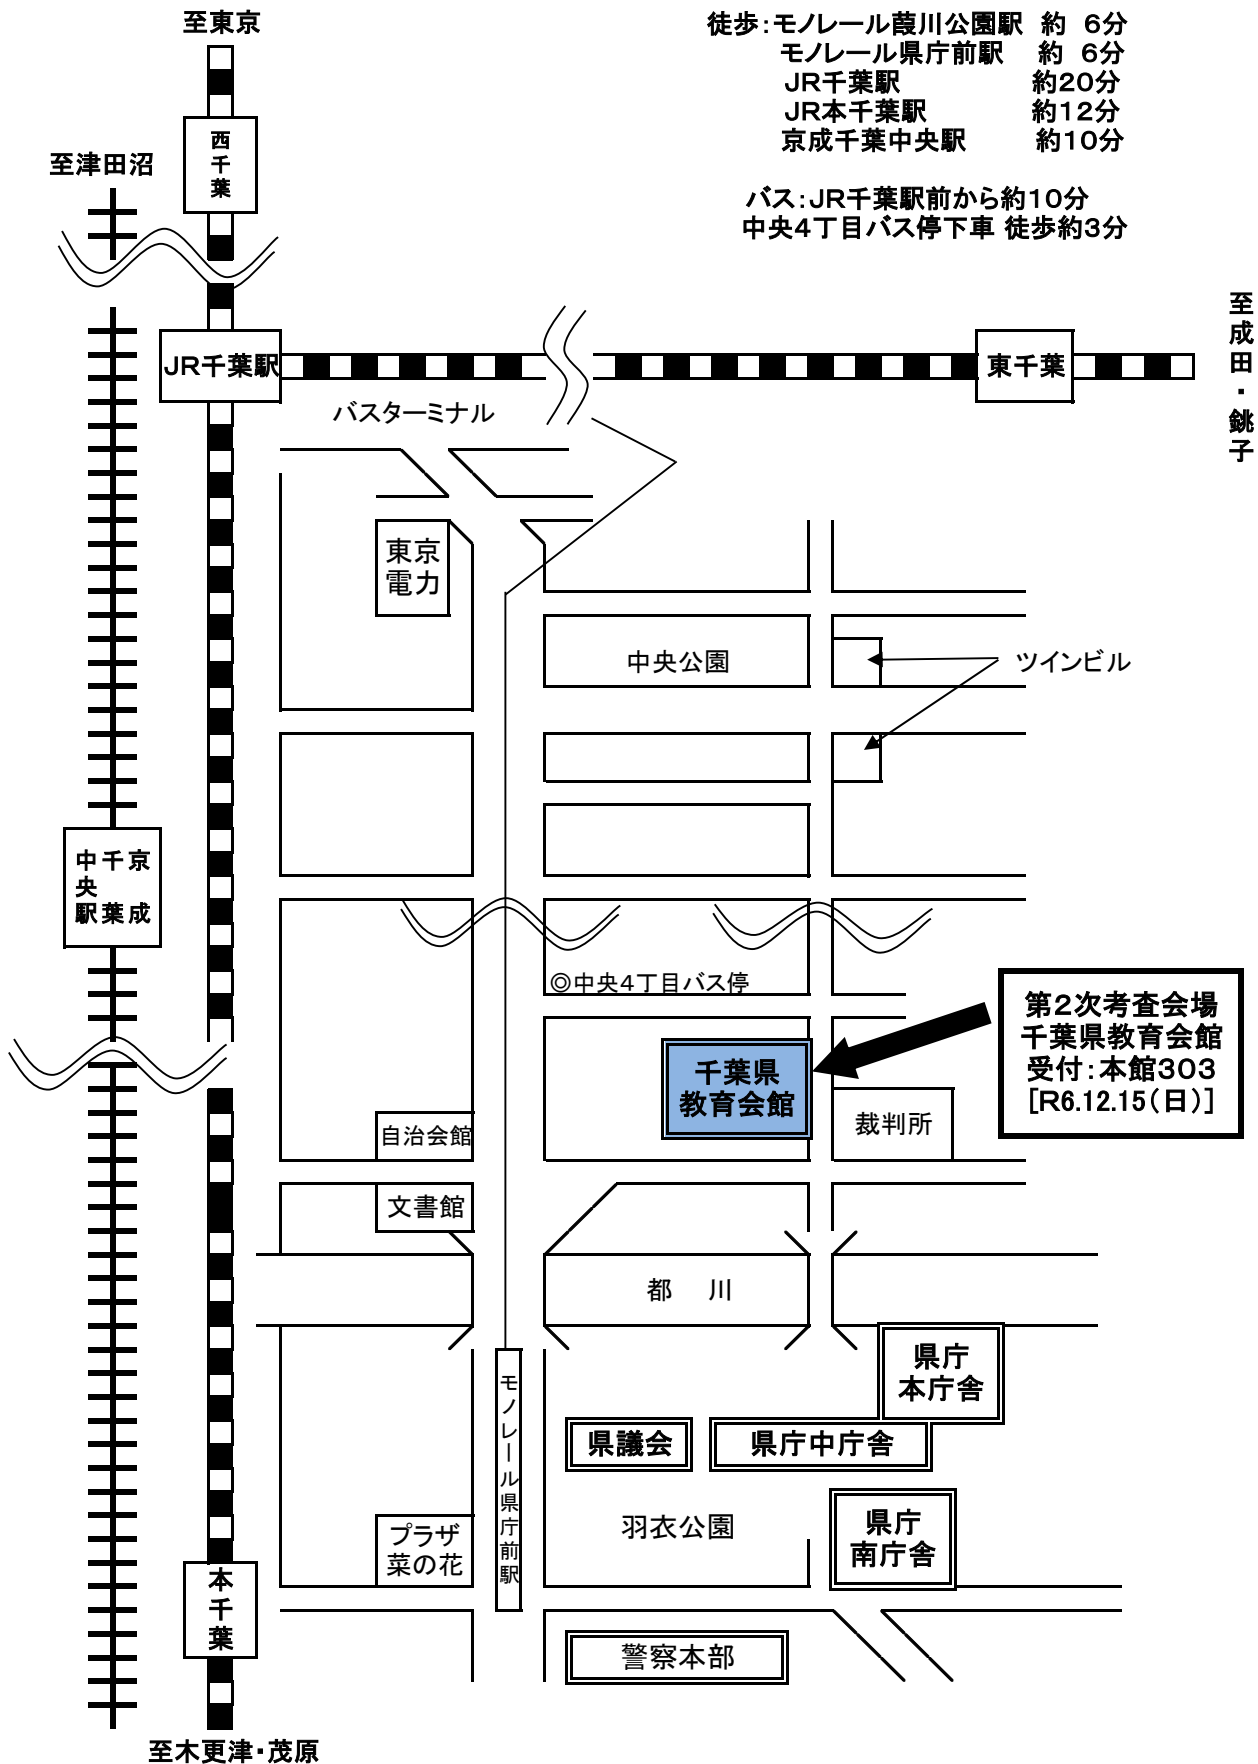 至東京
徒歩：モノレール葭川公園駅 約 6分
モノレール県庁前駅 約 6分
JR千葉駅 約20分
JR本千葉駅 約12分
京成千葉中央駅 約10分
バス：JR千葉駅前から約10分
中央4丁目バス停下車 徒歩約3分
至津田沼
西千葉
至成田・銚子
JR千葉駅
東千葉
バスターミナル
東京
電力
中央公園
ツインビル
京成
千葉
中央駅
◎中央4丁目バス停
第2次考査会場
千葉県教育会館
受付：本館303
[R6.12.15(日)]
千葉県
教育会館
裁判所
自治会館
文書館
都 川
県庁
本庁舎
モノレール県庁前駅
県議会
県庁中庁舎
羽衣公園
県庁
南庁舎
プラザ
菜の花
本千葉
警察本部
至木更津・茂原